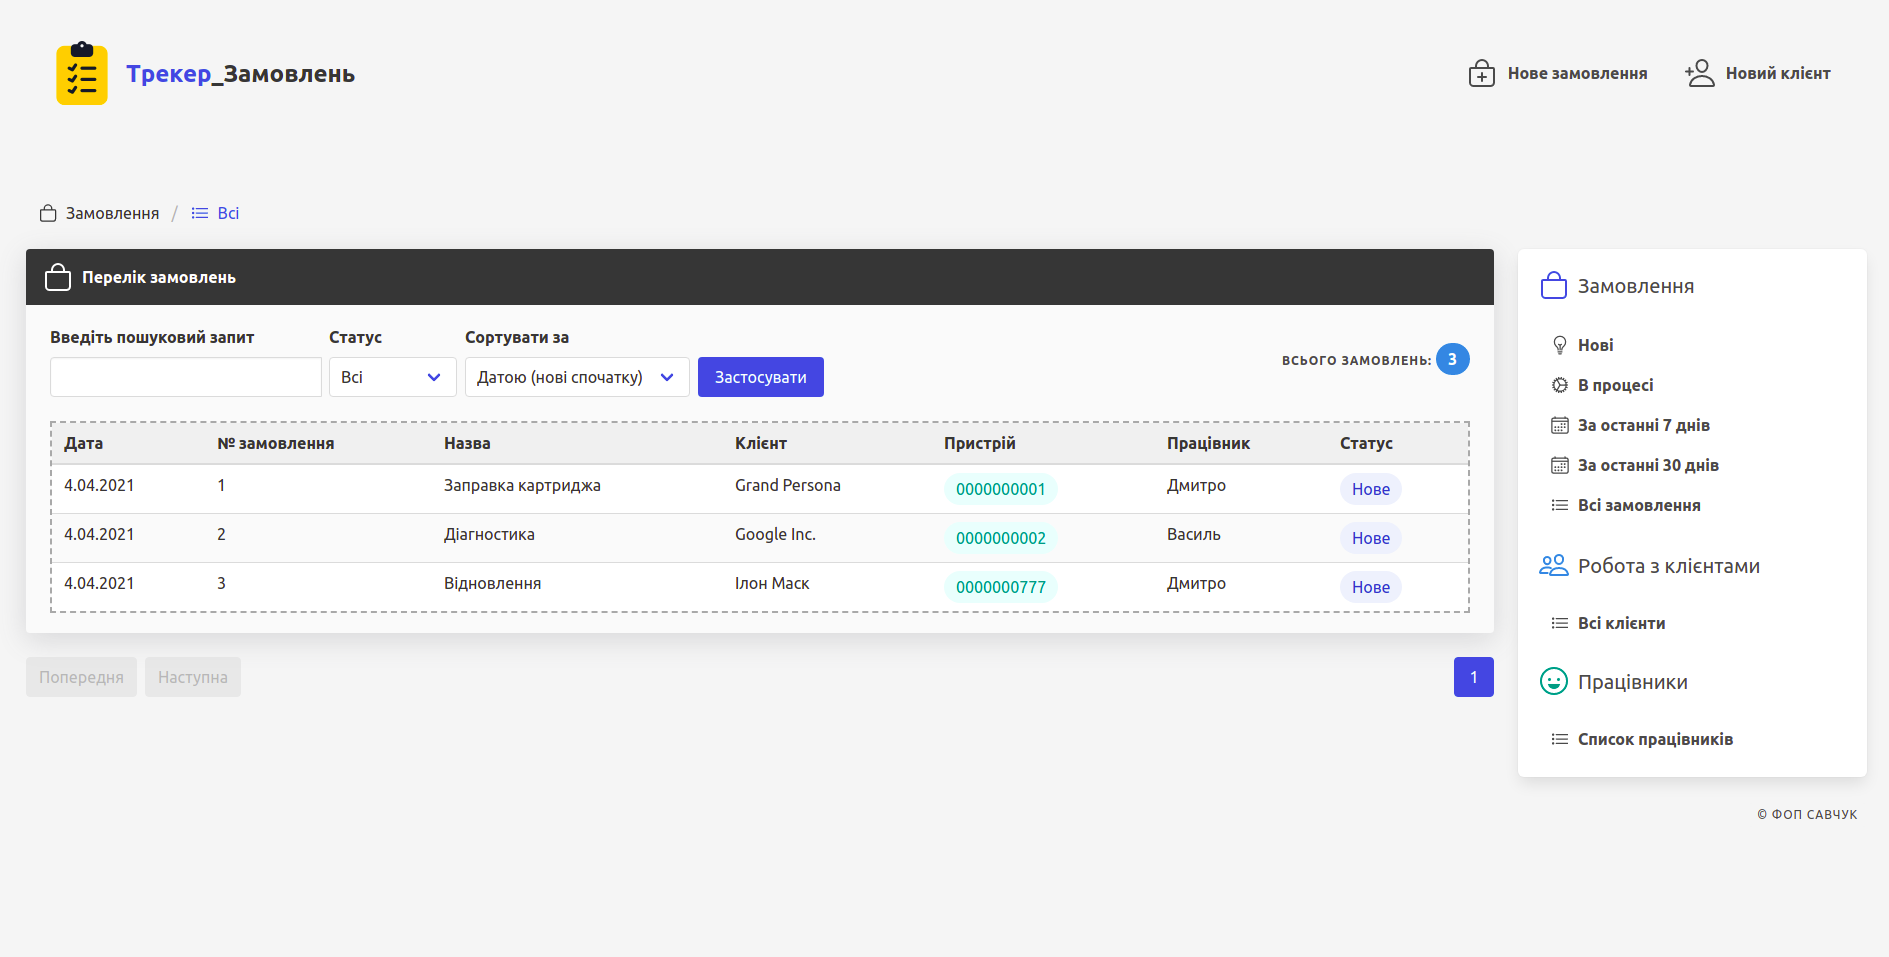 Трекер_Замовлень
Нове замовлення
Новий клієнт
Замовлення / Всі
Перелік замовлень
Введіть пошуковий запит Статус Сортувати за
Всі Датою (нові спочатку) Застосувати
ВСЬОГО ЗАМОВЛЕНЬ: 3
Дата № замовлення Назва Клієнт Пристрій Працівник Статус
4.04.2021 1 Заправка картриджа Grand Persona 0000000001 Дмитро Нове
4.04.2021 2 Діагностика Google Inc. 0000000002 Василь Нове
4.04.2021 3 Відновлення Ілон Маск 0000000777 Дмитро Нове
Попередня Наступна 1
Замовлення
Нові
В процесі
За останні 7 днів
За останні 30 днів
Всі замовлення
Робота з клієнтами
Всі клієнти
Працівники
Список працівників
© ФОП САВЧУК